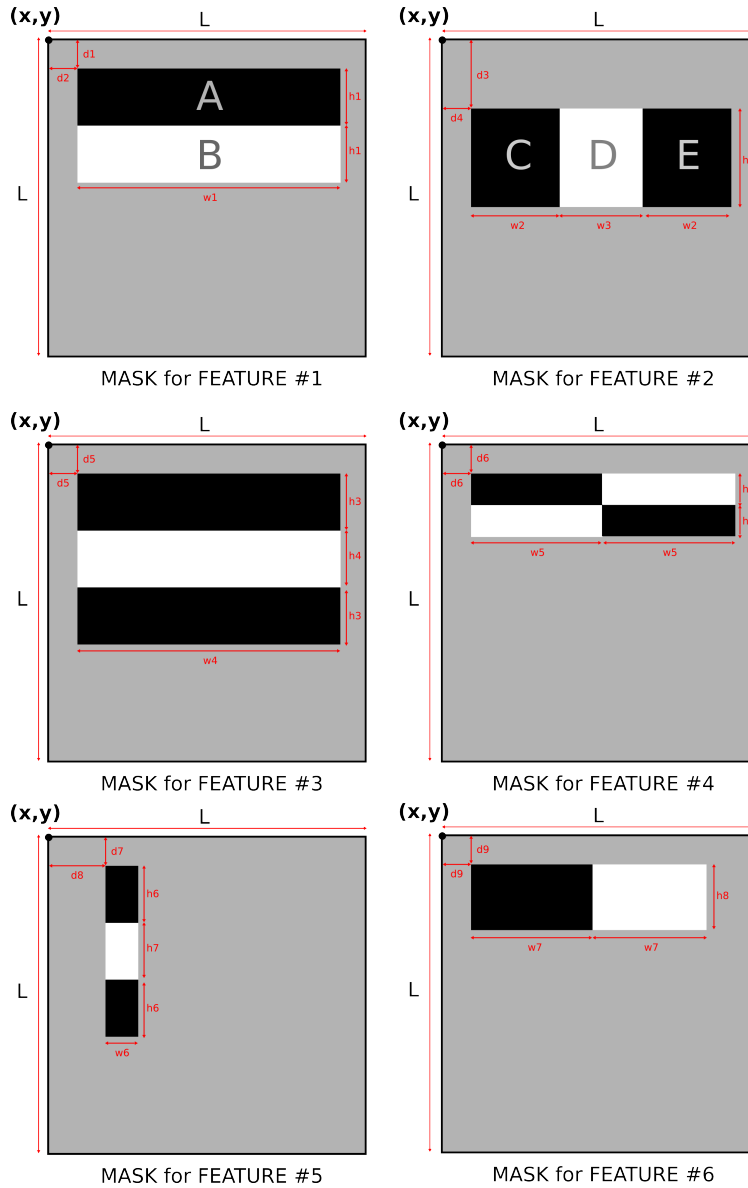 (x,y) L (x,y) L
d1
d2
A
h1
B
h1
w1
L
d3
d4
C D E
h
w2 w3 w2
L
MASK for FEATURE #1 MASK for FEATURE #2
(x,y) L (x,y) L
d5
d5
h3
h4
h3
w4
L
d6
d6
h
h
w5 w5
L
MASK for FEATURE #3 MASK for FEATURE #4
(x,y) L (x,y) L
d7
d8
h6
h7
h6
w6
L
d9
d9
h8
w7 w7
L
MASK for FEATURE #5 MASK for FEATURE #6